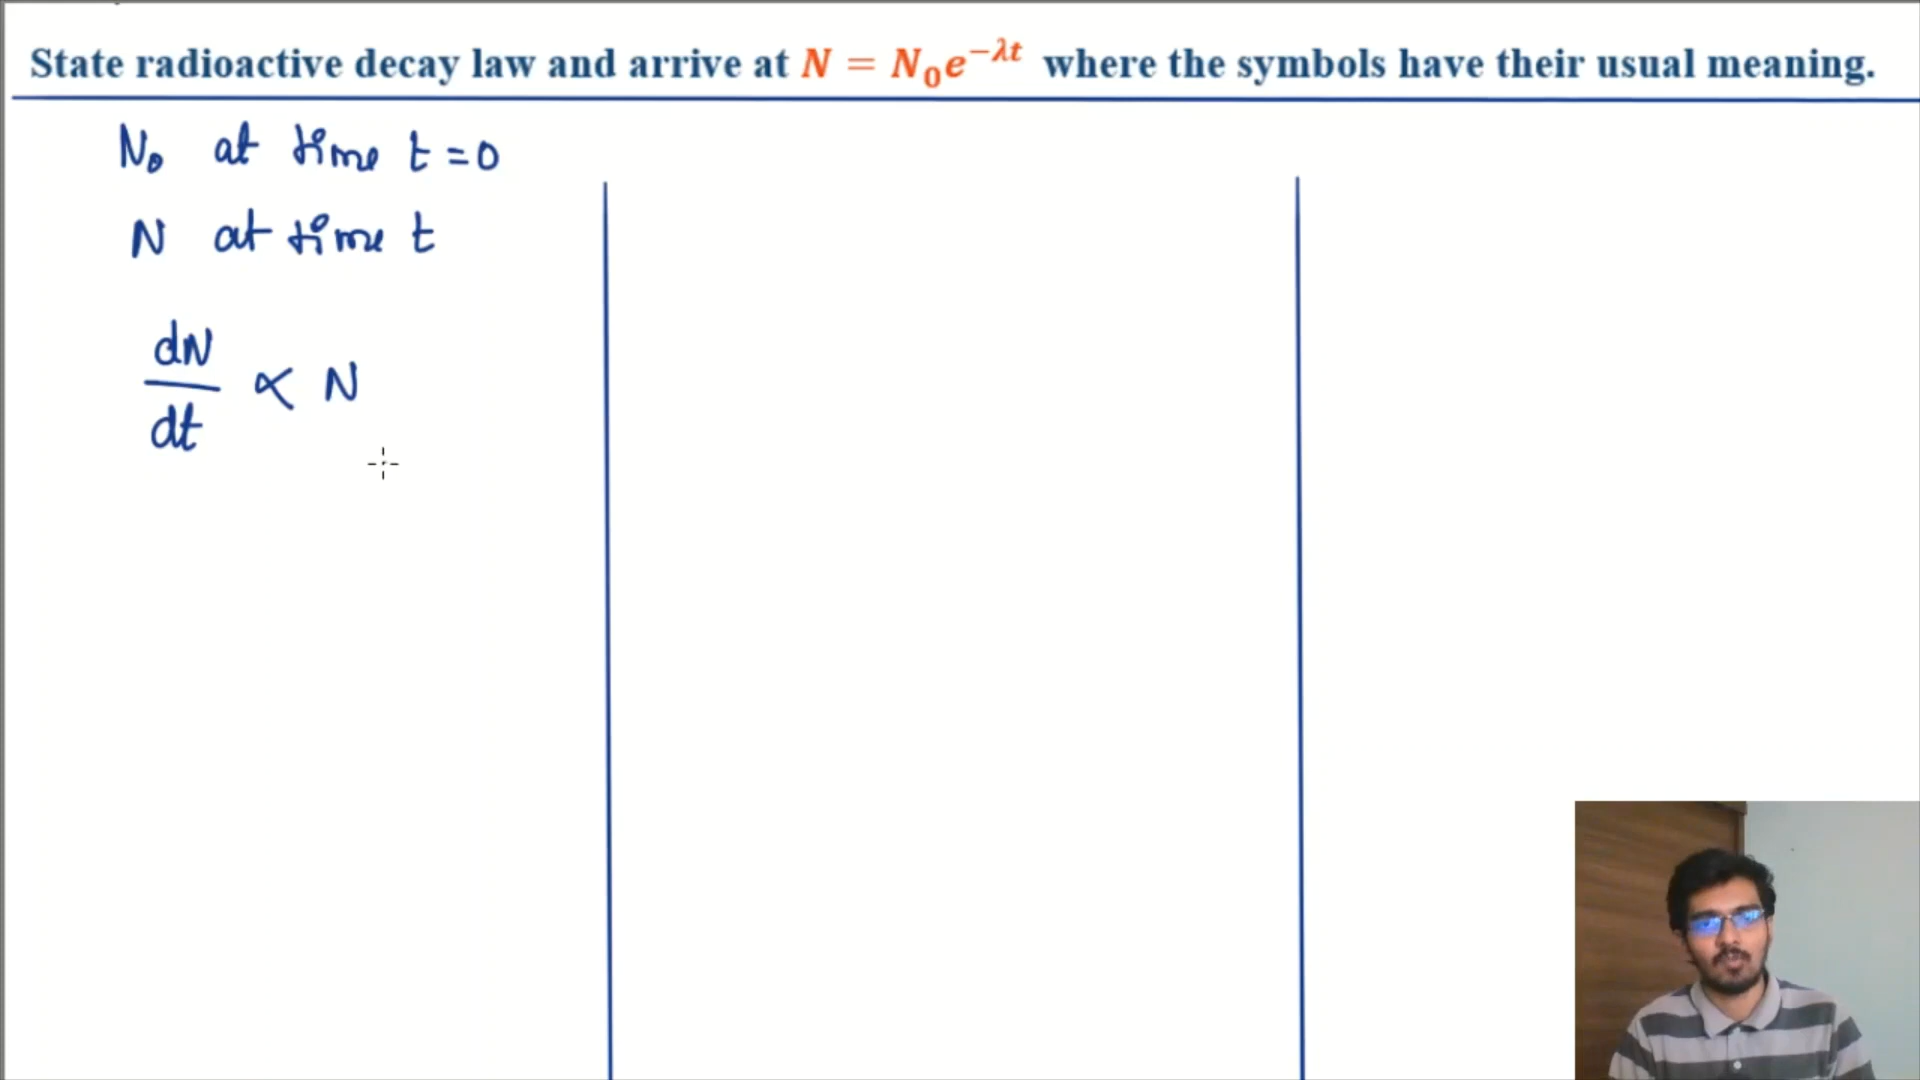 State radioactive decay law and arrive at N = N₀e^−λt where the symbols have their usual meaning.
N₀ at time t = 0
N at time t
dN/dt ∝ N